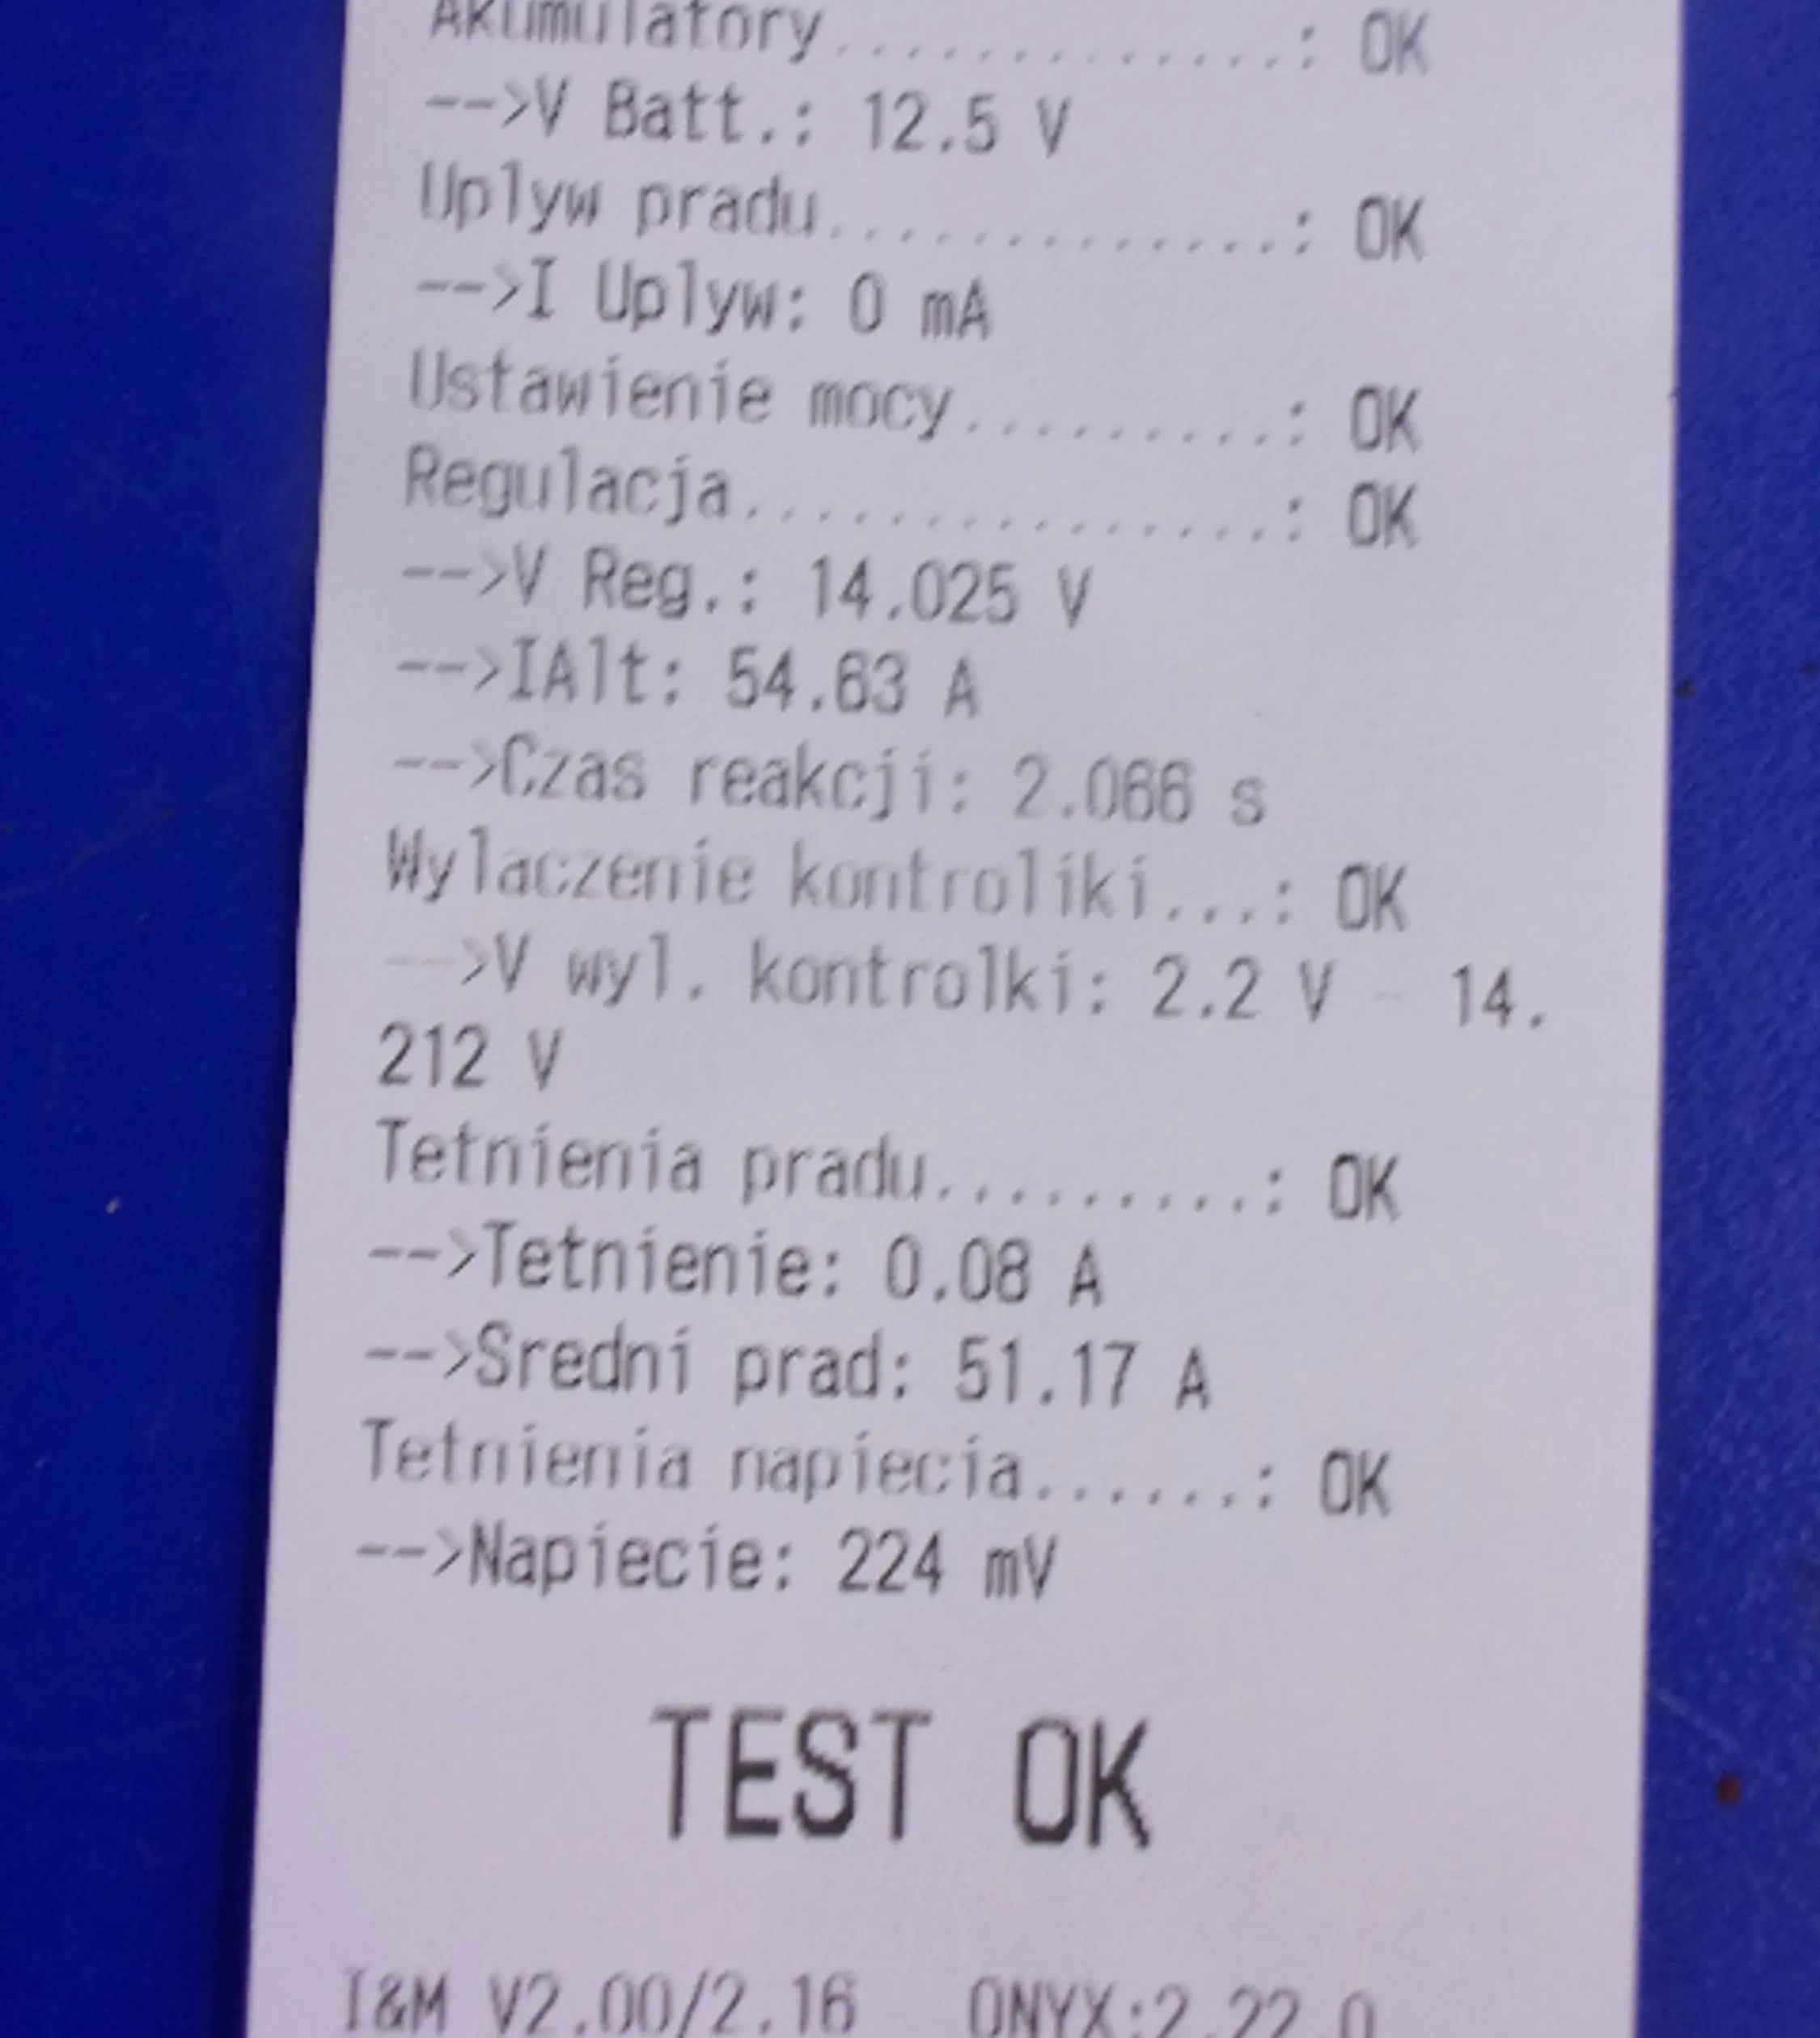 Akumulatory.............: OK
-->V Batt.: 12.5 V
Uplyw pradu.............: OK
-->I Uplyw: 0 mA
Ustawienie mocy.........: OK
Regulacja...............: OK
-->V Reg.: 14.025 V
-->IAlt: 54.63 A
-->Czas reakcji: 2.066 s
Wylaczenie kontroliki...: OK
-->V wyl. kontrolki: 2.2 V - 14.
212 V
Tetnienia pradu.........: OK
-->Tetnienie: 0.08 A
-->Sredni prad: 51.17 A
Tetnienia napiecia......: OK
-->Napiecie: 224 mV
TEST OK
I&M V2.00/2.16 ONYX:2.22.0